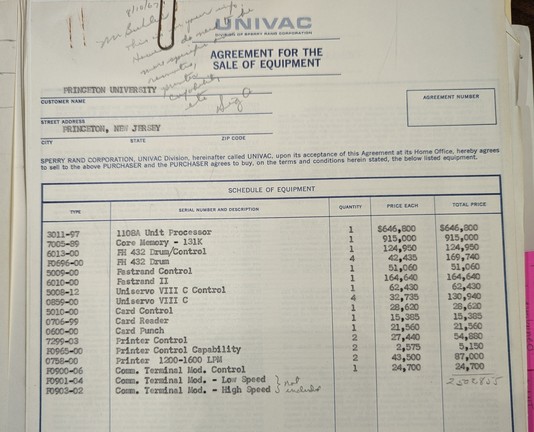 8/10/67
UNIVAC
DIVISION OF SPERRY RAND CORPORATION
AGREEMENT FOR THE
SALE OF EQUIPMENT
PRINCETON UNIVERSITY
CUSTOMER NAME
AGREEMENT NUMBER
STREET ADDRESS
PRINCETON, NEW JERSEY
CITY STATE ZIP CODE
SPERRY RAND CORPORATION, UNIVAC Division, hereinafter called UNIVAC, upon its acceptance of this Agreement at its Home Office, hereby agrees
to sell to the above PURCHASER and the PURCHASER agrees to buy, on the terms and conditions herein stated, the below listed equipment.
SCHEDULE OF EQUIPMENT
TYPE SERIAL NUMBER AND DESCRIPTION QUANTITY PRICE EACH TOTAL PRICE
3011-97 1108A Unit Processor 1 $646,800 $646,800
7005-89 Core Memory - 131K 1 915,000 915,000
6013-00 FH 432 Drum/Control 1 124,950 124,950
F0696-00 FH 432 Drum 4 42,435 169,740
5009-00 Fastrand Control 1 51,060 51,060
6010-00 Fastrand II 1 164,640 164,640
5008-12 Uniservo VIII C Control 1 62,430 62,430
0859-00 Uniservo VIII C 4 32,735 130,940
5010-00 Card Control 1 28,620 28,620
0706-99 Card Reader 1 15,385 15,385
0600-00 Card Punch 1 21,560 21,560
7299-03 Printer Control 2 27,440 54,880
F0965-00 Printer Control Capability 2 2,575 5,150
0758-00 Printer 1200-1600 LPM 2 43,500 87,000
F0900-06 Comm. Terminal Mod. Control 1 24,700 24,700
F0901-04 Comm. Terminal Mod. - Low Speed } not 2502855
F0903-02 Comm. Terminal Mod. - High Speed } included